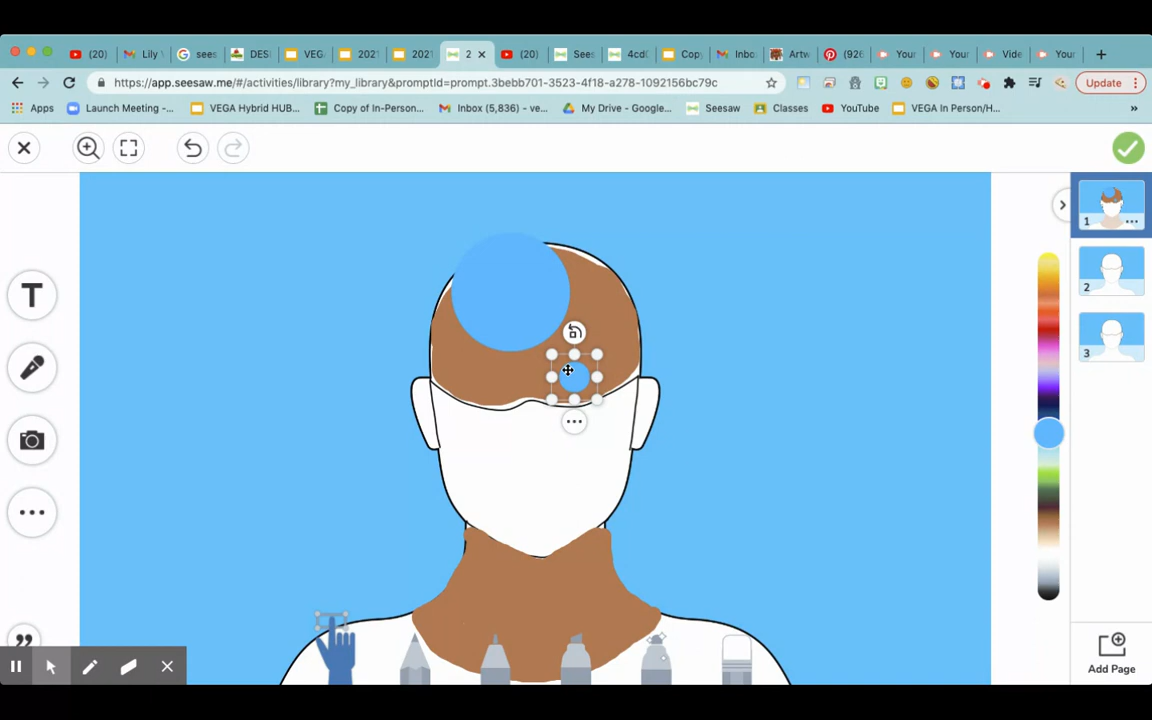 (20) Lily V sees DES VEG 2021 2021 2 (20) Sees 4cd0 Cop Inbo Artw (926 Your Your Vide Your
https://app.seesaw.me/#/activities/library?my_library&promptId=prompt.3bebb701-3523-4f18-a278-1092156bc79c Update
Apps Launch Meeting -... VEGA Hybrid HUB... Copy of In-Person... Inbox (5,836) - ve... My Drive - Google... Seesaw Classes YouTube VEGA In Person/H... »
T
1
...
2
3
Add Page